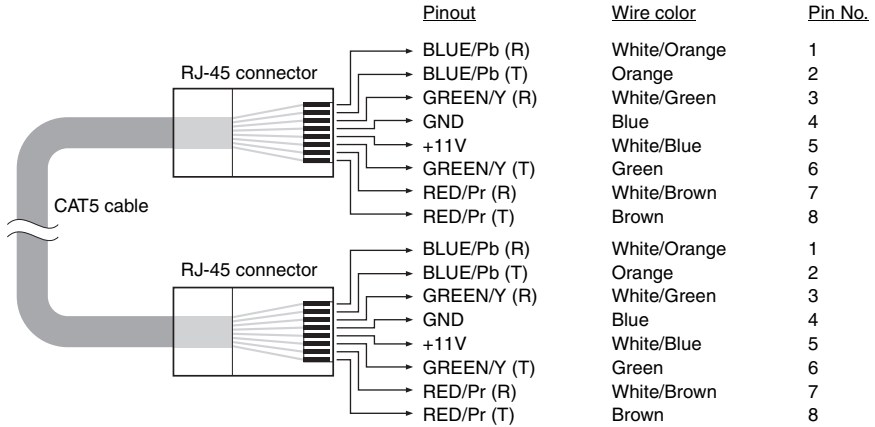 Pinout Wire color Pin No.
BLUE/Pb (R) White/Orange 1
RJ-45 connector BLUE/Pb (T) Orange 2
GREEN/Y (R) White/Green 3
GND Blue 4
+11V White/Blue 5
GREEN/Y (T) Green 6
RED/Pr (R) White/Brown 7
CAT5 cable
RED/Pr (T) Brown 8
BLUE/Pb (R) White/Orange 1
RJ-45 connector BLUE/Pb (T) Orange 2
GREEN/Y (R) White/Green 3
GND Blue 4
+11V White/Blue 5
GREEN/Y (T) Green 6
RED/Pr (R) White/Brown 7
RED/Pr (T) Brown 8